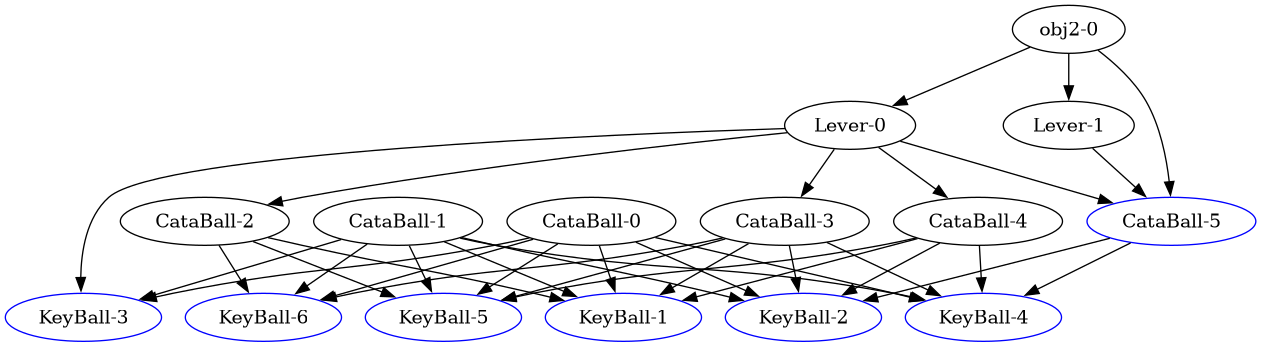 obj2-0
Lever-0
Lever-1
CataBall-2
CataBall-1
CataBall-0
CataBall-3
CataBall-4
CataBall-5
KeyBall-3
KeyBall-6
KeyBall-5
KeyBall-1
KeyBall-2
KeyBall-4